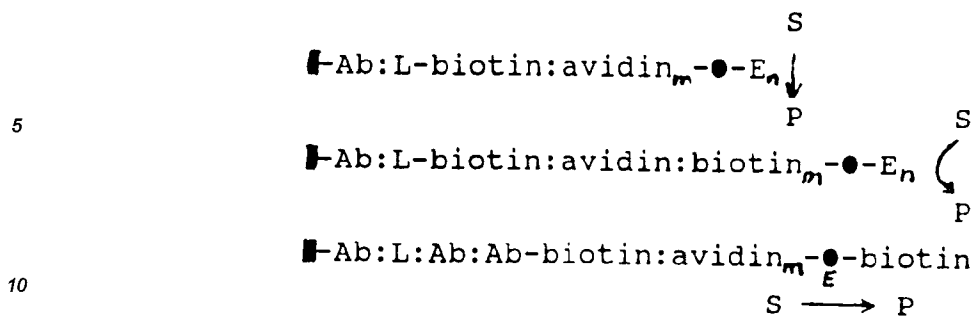 S
-Ab:L-biotin:avidinm-●-En ↓
P
5
S
-Ab:L-biotin:avidin:biotinm-●-En
P
-Ab:L:Ab:Ab-biotin:avidinm-●-biotin
E
10
S → P